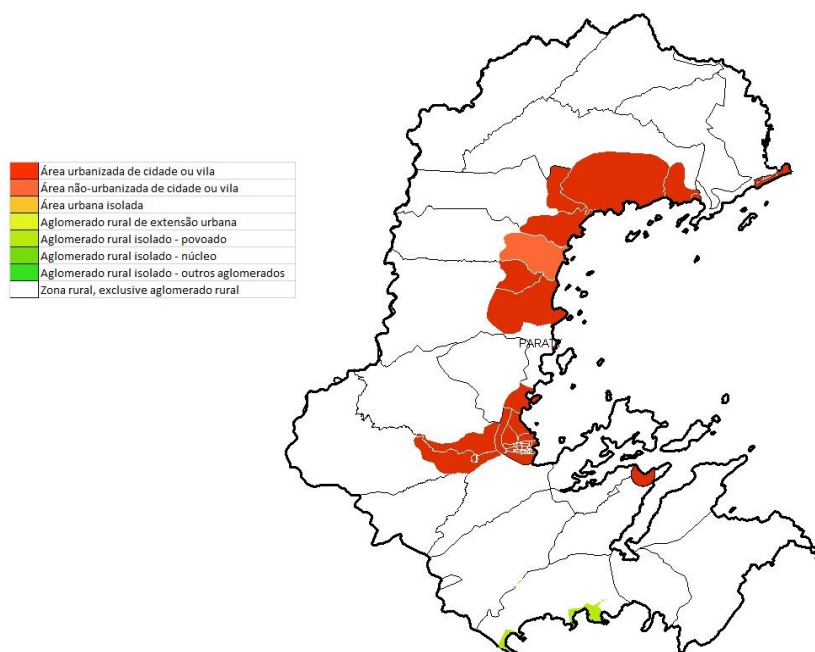 Área urbanizada de cidade ou vila
Área não-urbanizada de cidade ou vila
Área urbana isolada
Aglomerado rural de extensão urbana
Aglomerado rural isolado - povoado
Aglomerado rural isolado - núcleo
Aglomerado rural isolado - outros aglomerados
Zona rural, exclusive aglomerado rural
PARATI